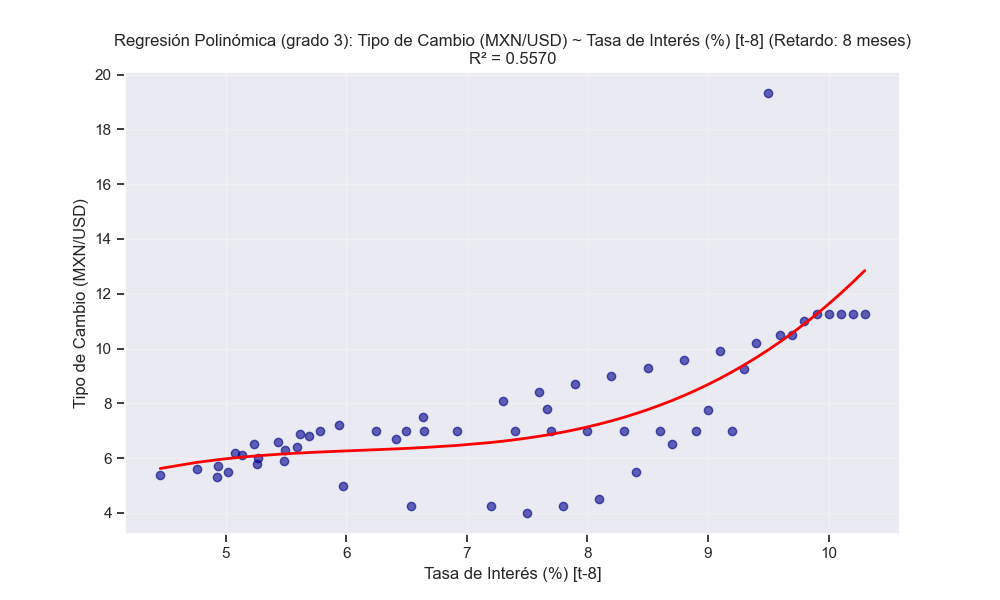 Regresión Polinómica (grado 3): Tipo de Cambio (MXN/USD) ~ Tasa de Interés (%) [t-8] (Retardo: 8 meses)
R² = 0.5570
Tipo de Cambio (MXN/USD)
20
18
16
14
12
10
8
6
4
5 6 7 8 9 10
Tasa de Interés (%) [t-8]